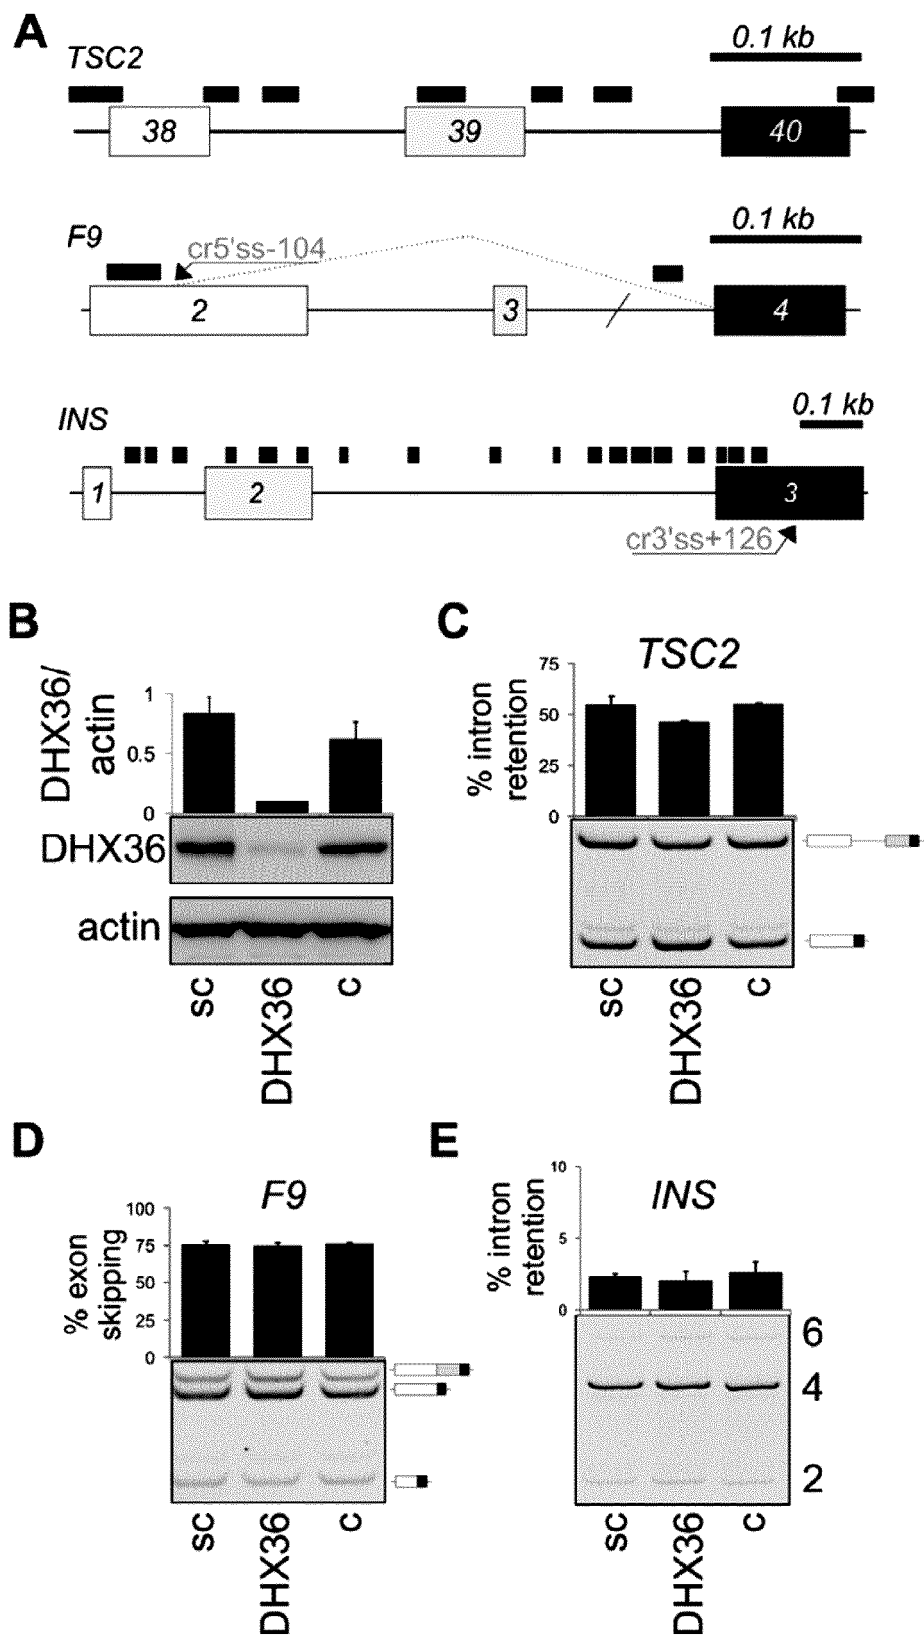 A
TSC2
0.1 kb
38
39
40
F9
cr5'ss-104
0.1 kb
2
3
4
INS
0.1 kb
1
2
3
cr3'ss+126
B
DHX36/
actin
1
0.5
0
DHX36
actin
sc
DHX36
c
C
TSC2
% intron
retention
75
50
25
0
sc
DHX36
c
D
F9
% exon
skipping
100
75
50
25
0
sc
DHX36
c
E
INS
% intron
retention
10
5
0
6
4
2
sc
DHX36
c